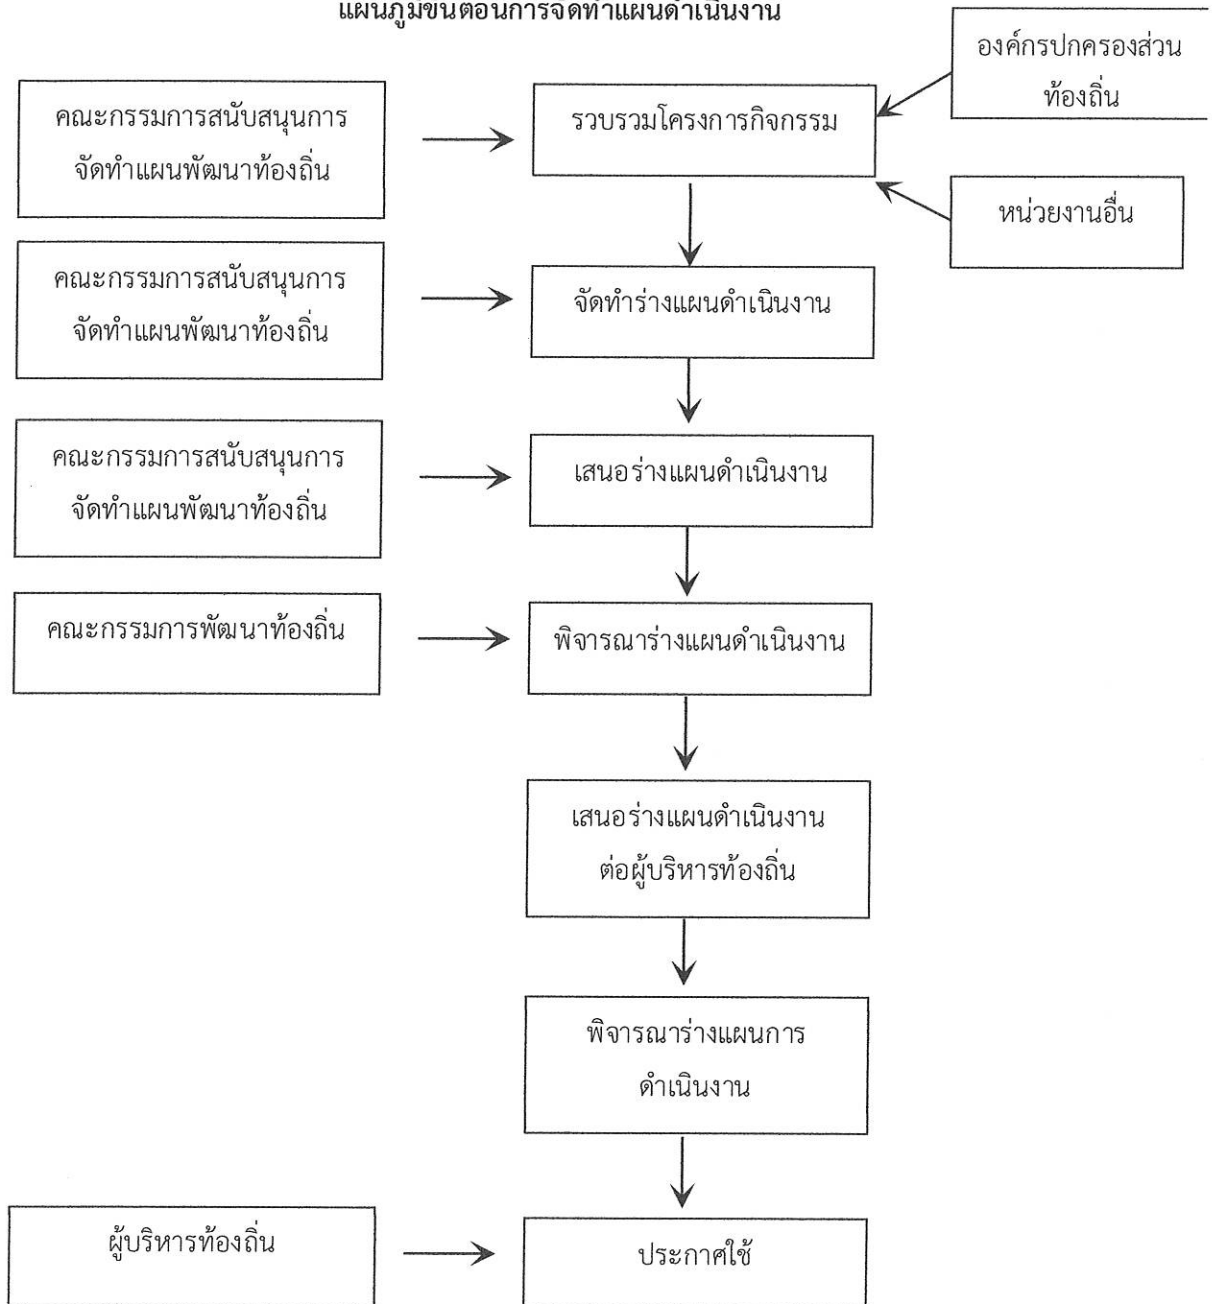 แผนภูมิขั้นตอนการจัดทำแผนดำเนินงาน
องค์กรปกครองส่วน
ท้องถิ่น
คณะกรรมการสนับสนุนการ
จัดทำแผนพัฒนาท้องถิ่น
รวบรวมโครงการกิจกรรม
หน่วยงานอื่น
คณะกรรมการสนับสนุนการ
จัดทำแผนพัฒนาท้องถิ่น
จัดทำร่างแผนดำเนินงาน
คณะกรรมการสนับสนุนการ
จัดทำแผนพัฒนาท้องถิ่น
เสนอร่างแผนดำเนินงาน
คณะกรรมการพัฒนาท้องถิ่น
พิจารณาร่างแผนดำเนินงาน
เสนอร่างแผนดำเนินงาน
ต่อผู้บริหารท้องถิ่น
พิจารณาร่างแผนการ
ดำเนินงาน
ผู้บริหารท้องถิ่น
ประกาศใช้